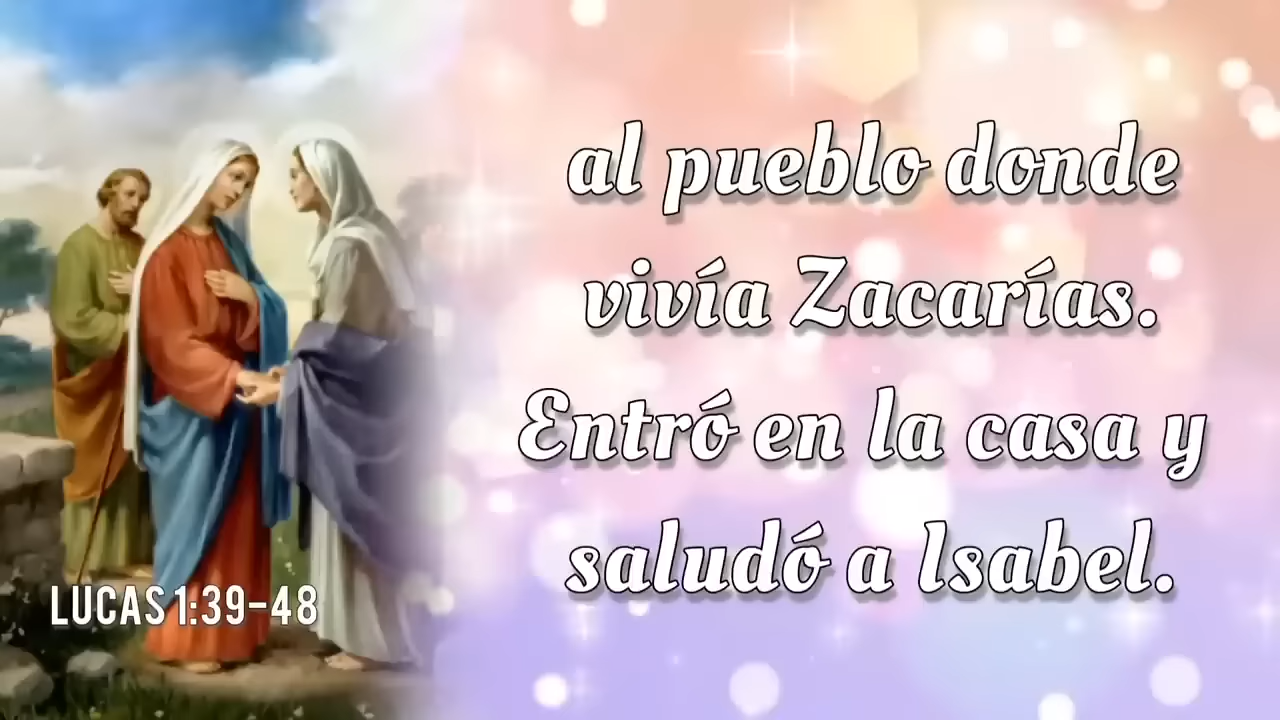 al pueblo donde
vivía Zacarías.
Entró en la casa y
saludó a Isabel.
LUCAS 1:39-48